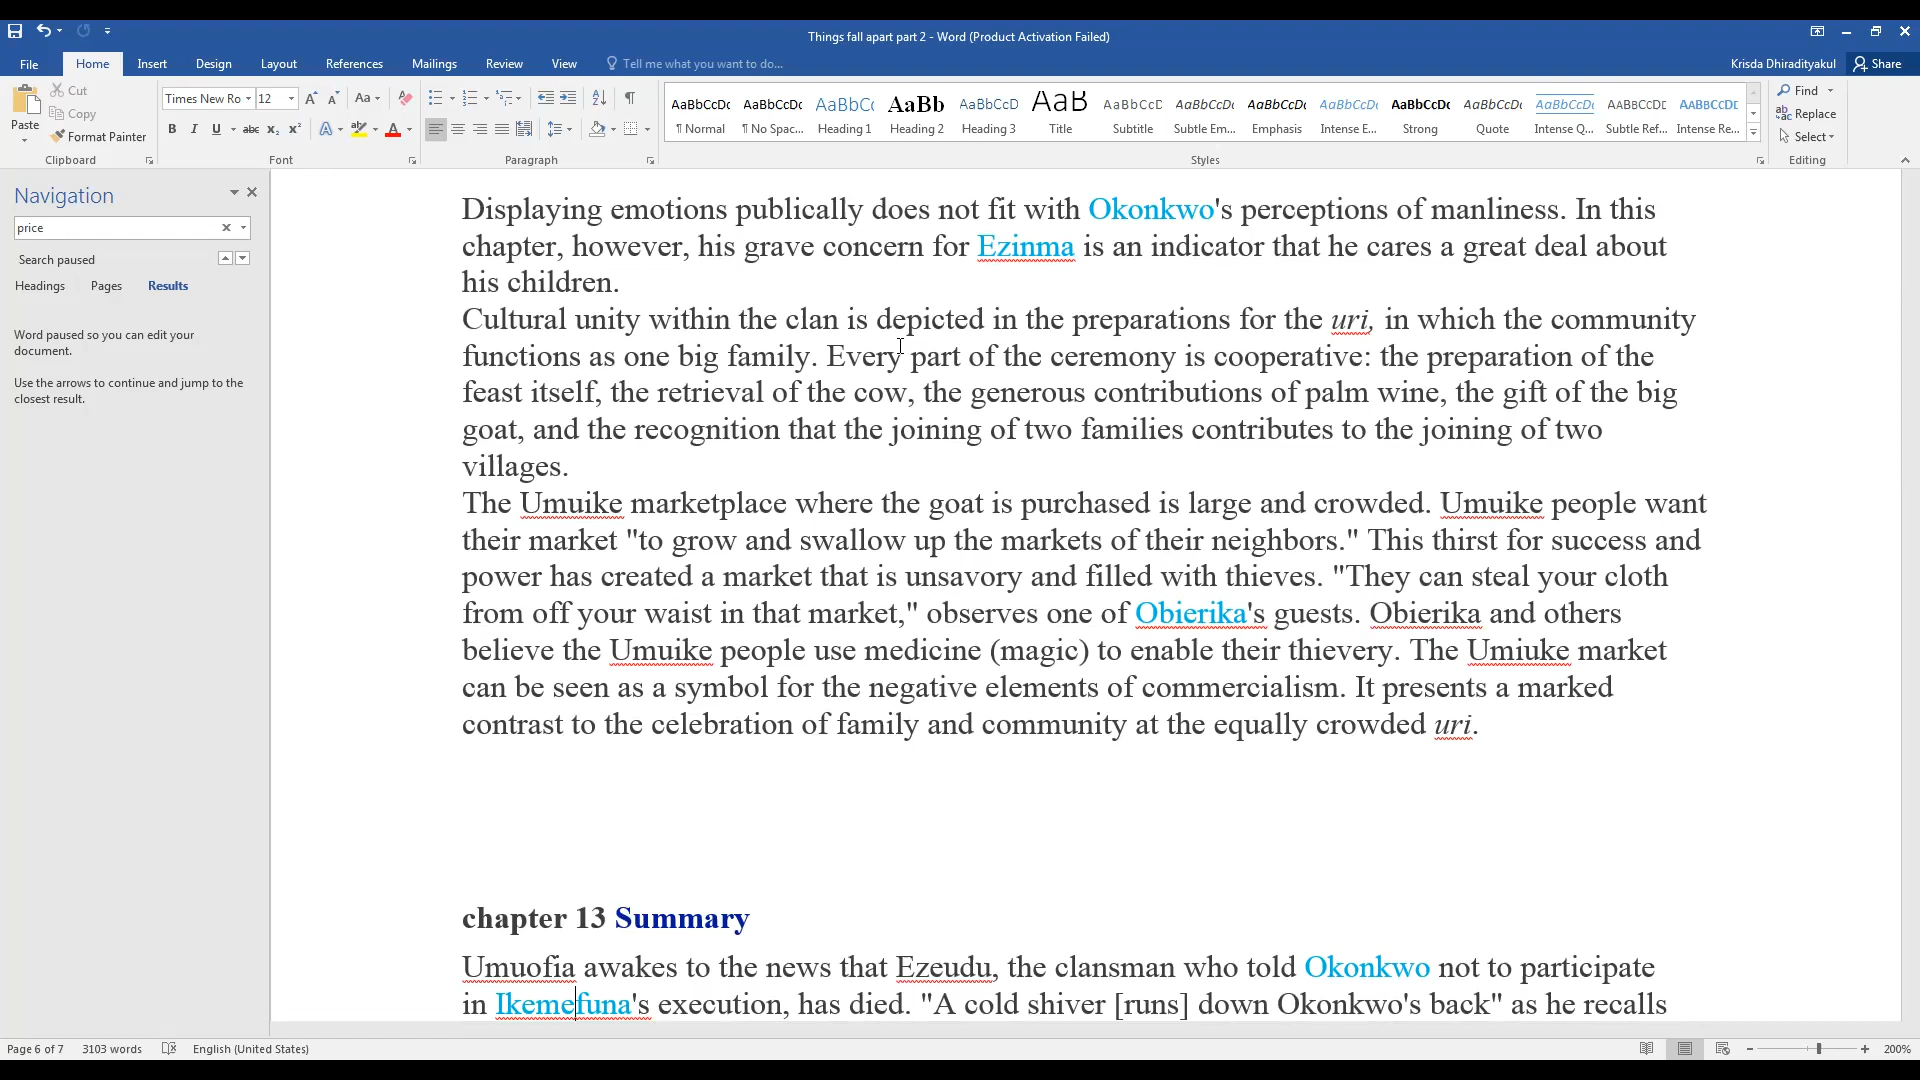 Things fall apart part 2 - Word (Product Activation Failed)
File Home Insert Design Layout References Mailings Review View Tell me what you want to do... Krisda Dhiradityakul Share
Paste Cut Copy Format Painter
Clipboard
Times New Ro 12 Aa
B I U abc x₂ x² A A
Font
Paragraph
AaBbCcDc AaBbCcDc AaBbC( AaBb AaBbCcD AaB AaBbCcD AaBbCcDc AaBbCcDc AaBbCcDc AaBbCcDc AaBbCcDc AaBbCcDc AABBCCDE AABBCCDE
¶ Normal ¶ No Spac... Heading 1 Heading 2 Heading 3 Title Subtitle Subtle Em... Emphasis Intense E... Strong Quote Intense Q... Subtle Ref... Intense Re...
Styles
Find
Replace
Select
Editing
Navigation
price
Search paused
Headings Pages Results
Word paused so you can edit your
document.
Use the arrows to continue and jump to the
closest result.
Displaying emotions publically does not fit with Okonkwo's perceptions of manliness. In this
chapter, however, his grave concern for Ezinma is an indicator that he cares a great deal about
his children.
Cultural unity within the clan is depicted in the preparations for the uri, in which the community
functions as one big family. Every part of the ceremony is cooperative: the preparation of the
feast itself, the retrieval of the cow, the generous contributions of palm wine, the gift of the big
goat, and the recognition that the joining of two families contributes to the joining of two
villages.
The Umuike marketplace where the goat is purchased is large and crowded. Umuike people want
their market "to grow and swallow up the markets of their neighbors." This thirst for success and
power has created a market that is unsavory and filled with thieves. "They can steal your cloth
from off your waist in that market," observes one of Obierika's guests. Obierika and others
believe the Umuike people use medicine (magic) to enable their thievery. The Umiuke market
can be seen as a symbol for the negative elements of commercialism. It presents a marked
contrast to the celebration of family and community at the equally crowded uri.
chapter 13 Summary
Umuofia awakes to the news that Ezeudu, the clansman who told Okonkwo not to participate
in Ikemefuna's execution, has died. "A cold shiver [runs] down Okonkwo's back" as he recalls
Page 6 of 7 3103 words English (United States) 200%